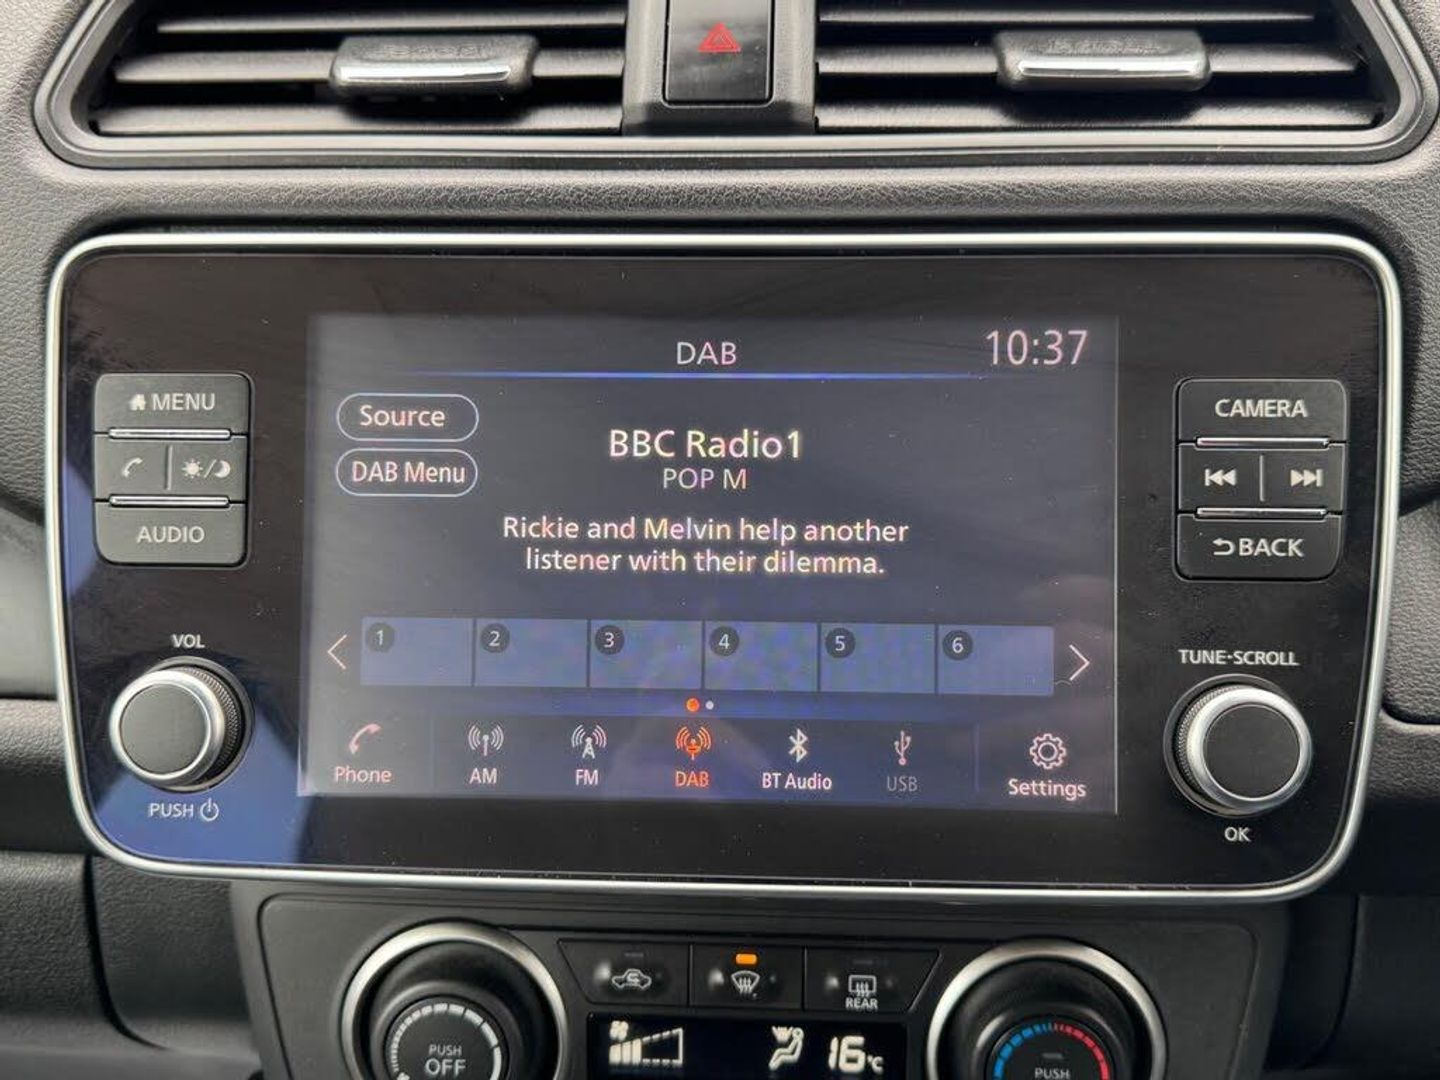 DAB
10:37
MENU
Source
BBC Radio1
CAMERA
DAB Menu
POP M
AUDIO
Rickie and Melvin help another
listener with their dilemma.
BACK
VOL
1 2 3 4 5 6
TUNE·SCROLL
PUSH
Phone
AM
FM
DAB
BT Audio
USB
Settings
OK
REAR
PUSH
OFF
16°C
PUSH